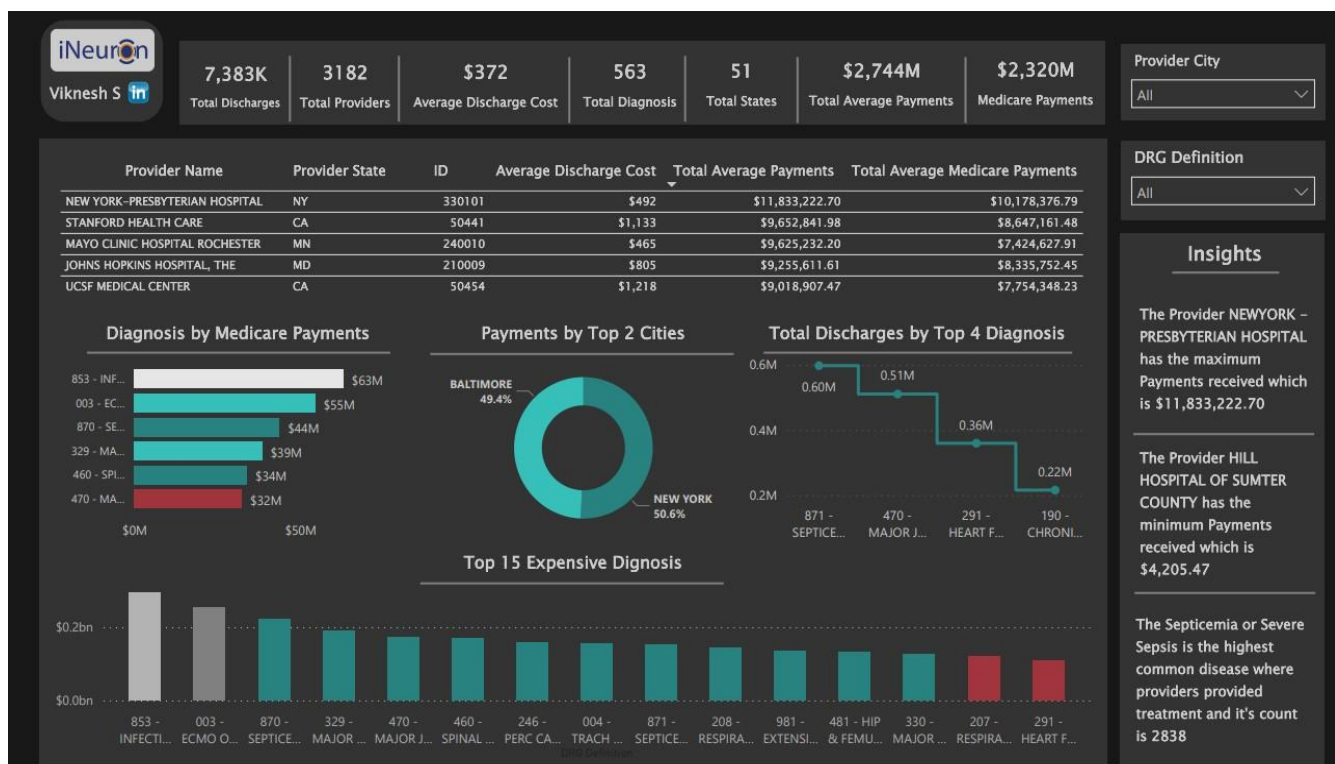 iNeuron
Viknesh S in
7,383K
Total Discharges
3182
Total Providers
$372
Average Discharge Cost
563
Total Diagnosis
51
Total States
$2,744M
Total Average Payments
$2,320M
Medicare Payments
Provider City
All
DRG Definition
All
Provider Name Provider State ID Average Discharge Cost Total Average Payments Total Average Medicare Payments
NEW YORK-PRESBYTERIAN HOSPITAL NY 330101 $492 $11,833,222.70 $10,178,376.79
STANFORD HEALTH CARE CA 50441 $1,133 $9,652,841.98 $8,647,161.48
MAYO CLINIC HOSPITAL ROCHESTER MN 240010 $465 $9,625,232.20 $7,424,627.91
JOHNS HOPKINS HOSPITAL, THE MD 210009 $805 $9,255,611.61 $8,335,752.45
UCSF MEDICAL CENTER CA 50454 $1,218 $9,018,907.47 $7,754,348.23
Diagnosis by Medicare Payments
853 - INF... $63M
003 - EC... $55M
870 - SE... $44M
329 - MA... $39M
460 - SPI... $34M
470 - MA... $32M
$0M $50M
Payments by Top 2 Cities
BALTIMORE
49.4%
NEW YORK
50.6%
Total Discharges by Top 4 Diagnosis
0.6M
0.4M
0.2M
0.60M
0.51M
0.36M
0.22M
871 - 470 - 291 - 190 -
SEPTICE... MAJOR J... HEART F... CHRONI...
Top 15 Expensive Dignosis
$0.2bn
$0.0bn
853 - 003 - 870 - 329 - 470 - 460 - 246 - 004 - 871 - 208 - 981 - 481 - HIP 330 - 207 - 291 -
INFECTI... ECMO O... SEPTICE... MAJOR ... MAJOR J... SPINAL ... PERC CA... TRACH ... SEPTICE... RESPIRA... EXTENSI... & FEMU... MAJOR ... RESPIRA... HEART F...
DRG Definition
Insights
The Provider NEWYORK -
PRESBYTERIAN HOSPITAL
has the maximum
Payments received which
is $11,833,222.70
The Provider HILL
HOSPITAL OF SUMTER
COUNTY has the
minimum Payments
received which is
$4,205.47
The Septicemia or Severe
Sepsis is the highest
common disease where
providers provided
treatment and it's count
is 2838